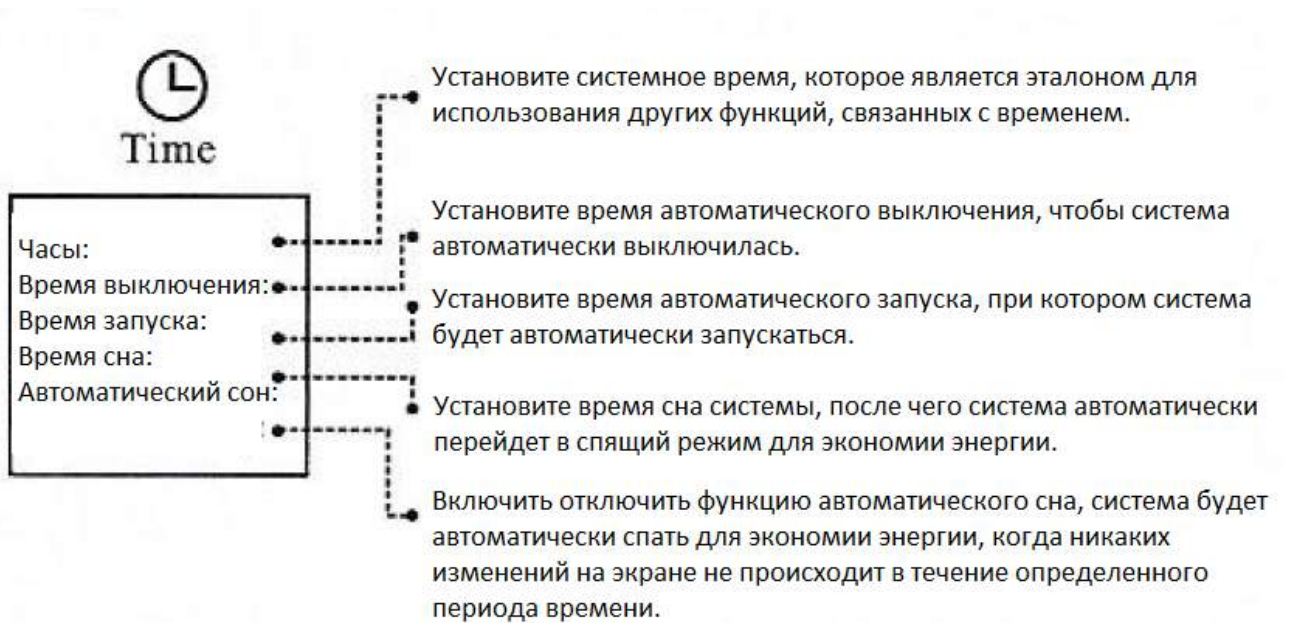 Time
Часы:
Время выключения:
Время запуска:
Время сна:
Автоматический сон:
:
Установите системное время, которое является эталоном для
использования других функций, связанных с временем.
Установите время автоматического выключения, чтобы система
автоматически выключилась.
Установите время автоматического запуска, при котором система
будет автоматически запускаться.
Установите время сна системы, после чего система автоматически
перейдет в спящий режим для экономии энергии.
Включить отключить функцию автоматического сна, система будет
автоматически спать для экономии энергии, когда никаких
изменений на экране не происходит в течение определенного
периода времени.